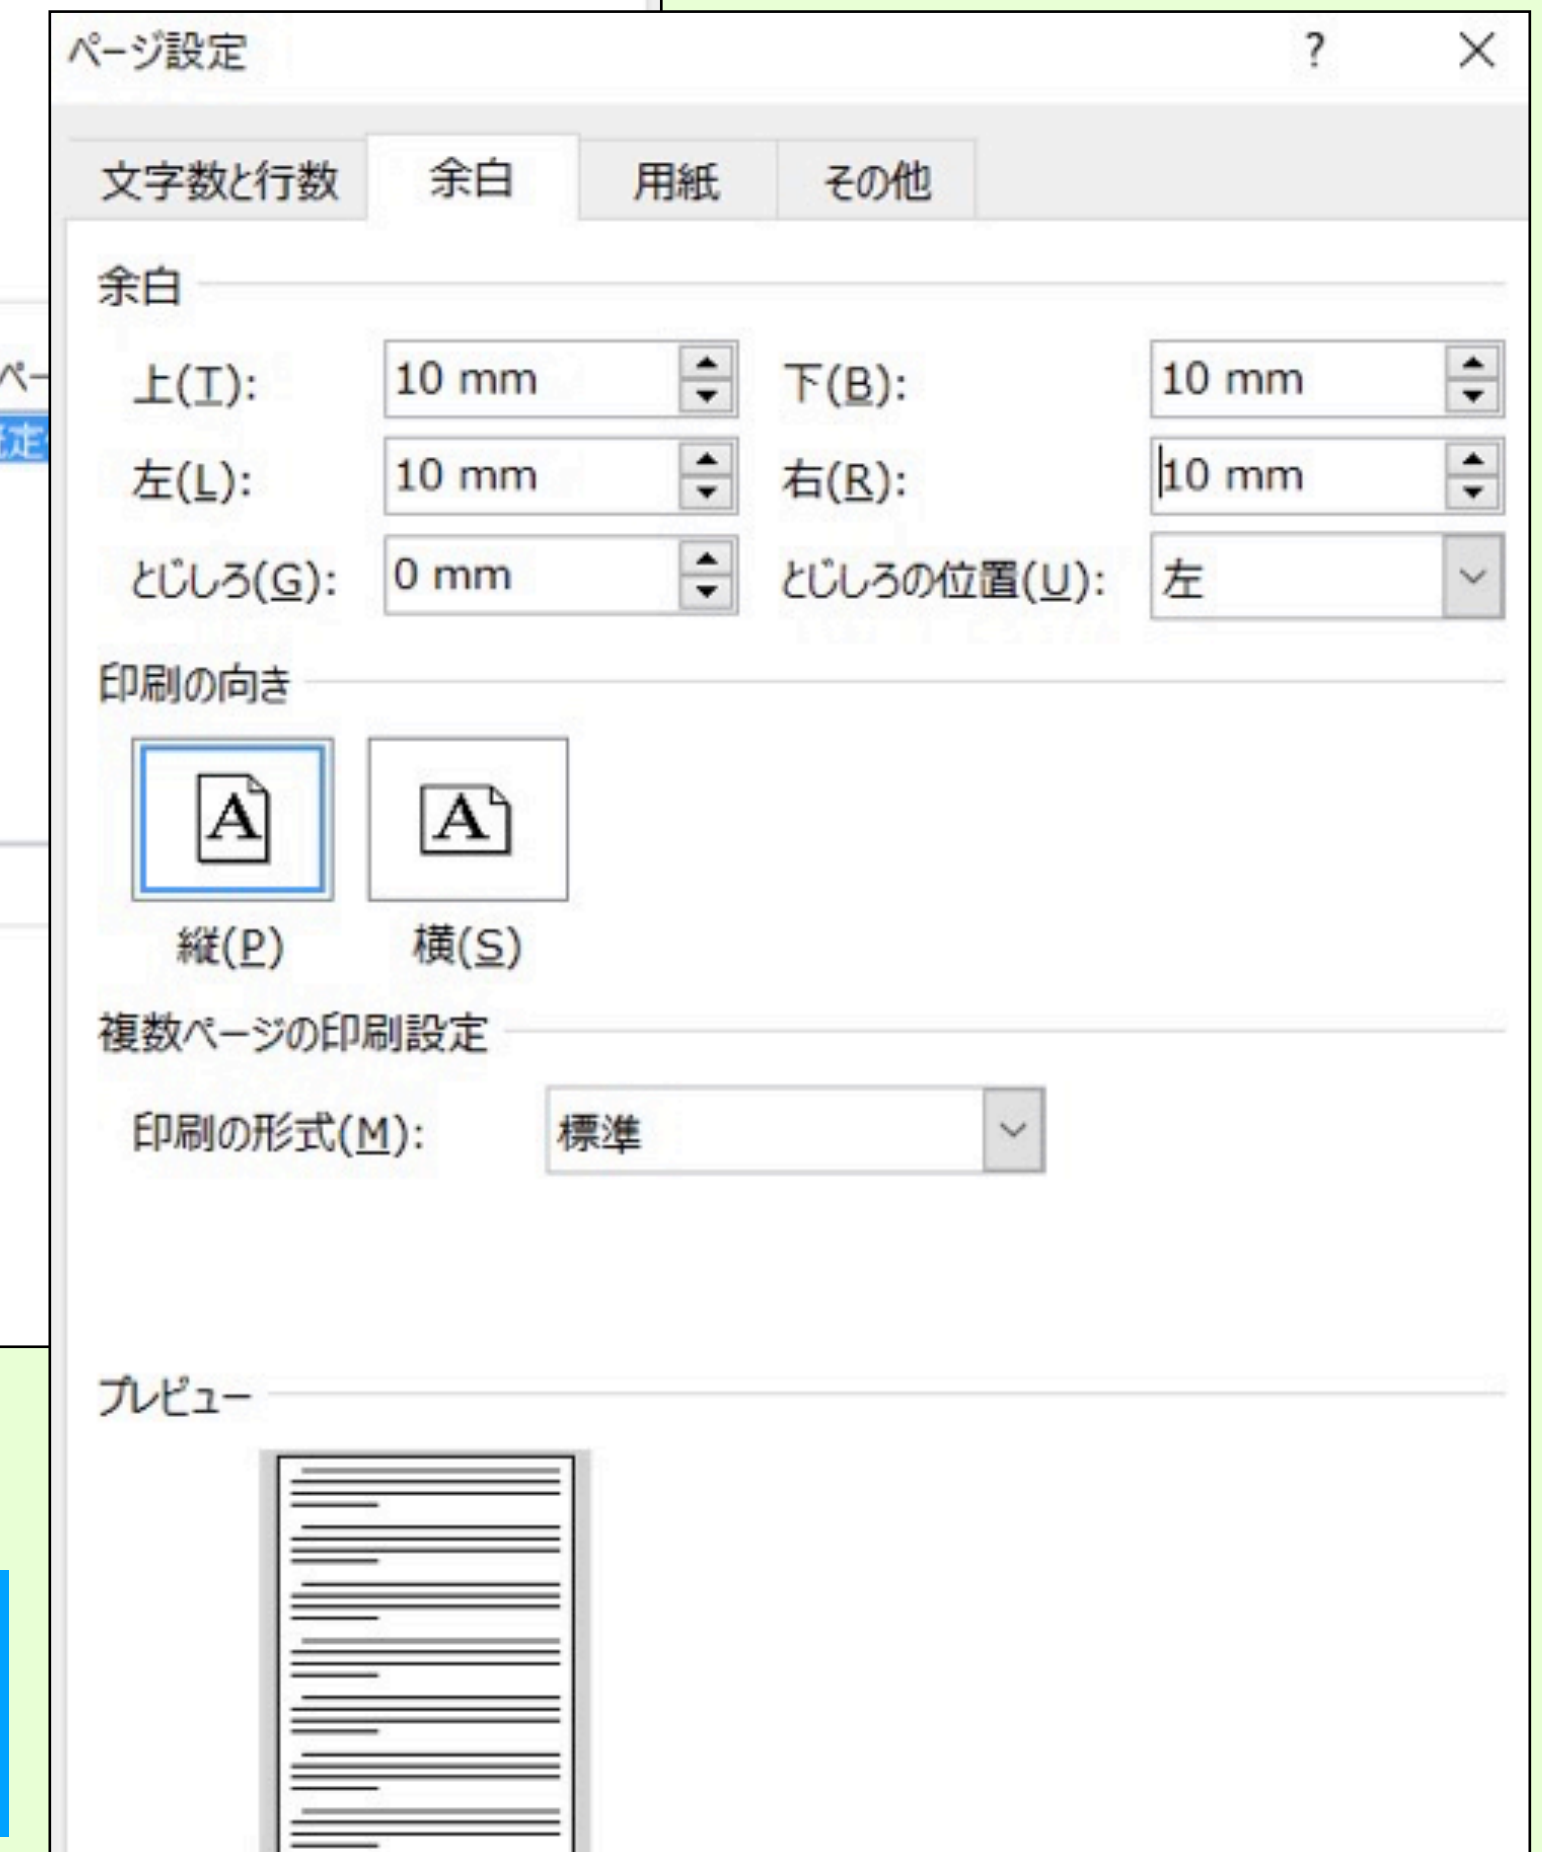 ページ設定 ?
文字数と行数 余白 用紙 その他
余白
上(T): 10 mm 下(B): 10 mm
左(L): 10 mm 右(R): 10 mm
とじしろ(G): 0 mm とじしろの位置(U): 左
印刷の向き
A A
縦(P) 横(S)
複数ページの印刷設定
印刷の形式(M): 標準
プレビュー